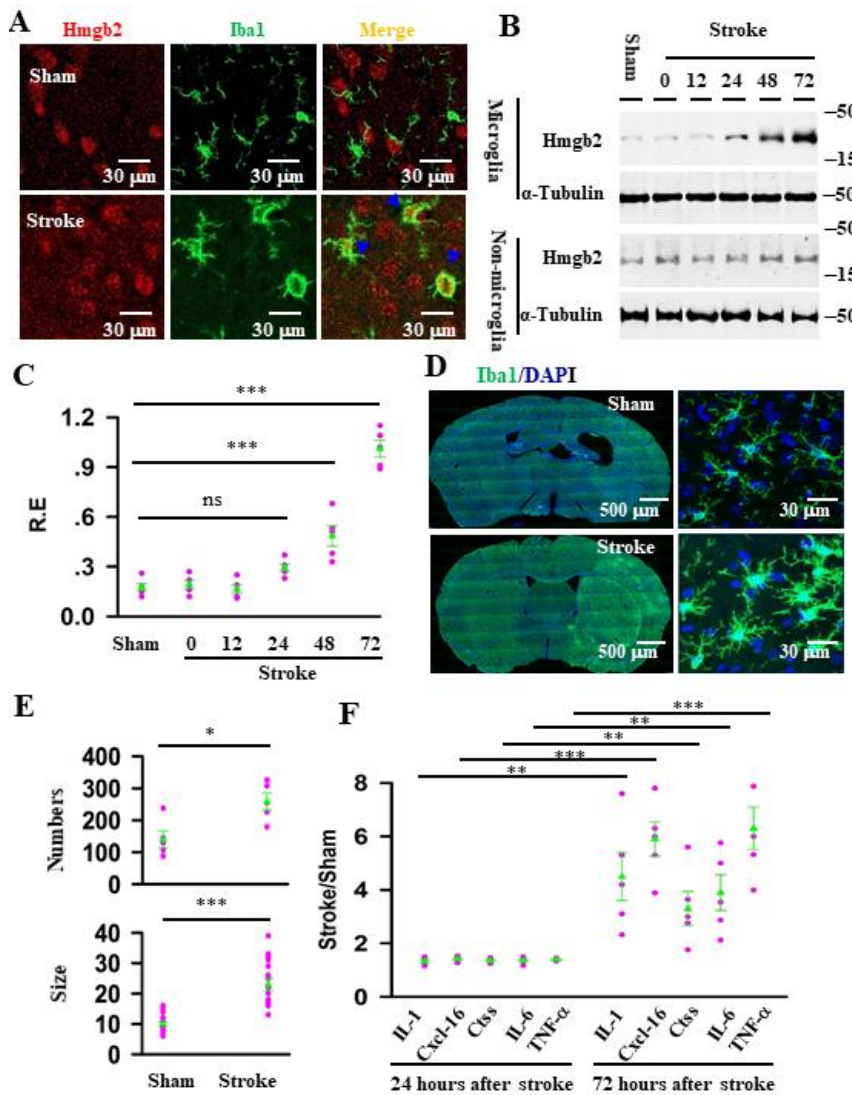 A
Hmgb2 Iba1 Merge
Sham
30 µm 30 µm 30 µm
Stroke
30 µm 30 µm 30 µm
B
Sham Stroke
0 12 24 48 72
Microglia
Hmgb2
–50
–15
α-Tubulin
–50
Non-microglia
–50
Hmgb2
–15
α-Tubulin
–50
C
***
***
ns
R.E
1.2
.9
.6
.3
0.0
Sham 0 12 24 48 72
Stroke
D
Iba1/DAPI
Sham
500 µm 30 µm
Stroke
500 µm 30 µm
E
*
Numbers
400
300
200
100
0
***
Size
40
30
20
10
0
Sham Stroke
F
***
**
**
***
**
Stroke/Sham
8
6
4
2
0
IL-1 Cxcl-16 Ctss IL-6 TNF-α IL-1 Cxcl-16 Ctss IL-6 TNF-α
24 hours after stroke 72 hours after stroke